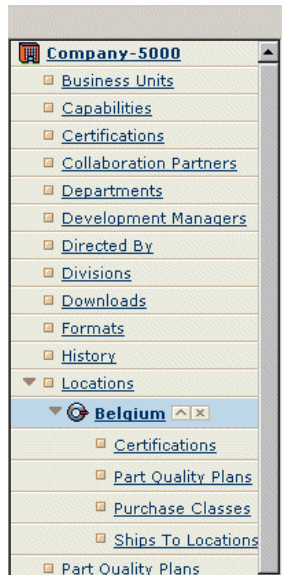 Company-5000
Business Units
Capabilities
Certifications
Collaboration Partners
Departments
Development Managers
Directed By
Divisions
Downloads
Formats
History
Locations
Belgium
Certifications
Part Quality Plans
Purchase Classes
Ships To Locations
Part Quality Plans